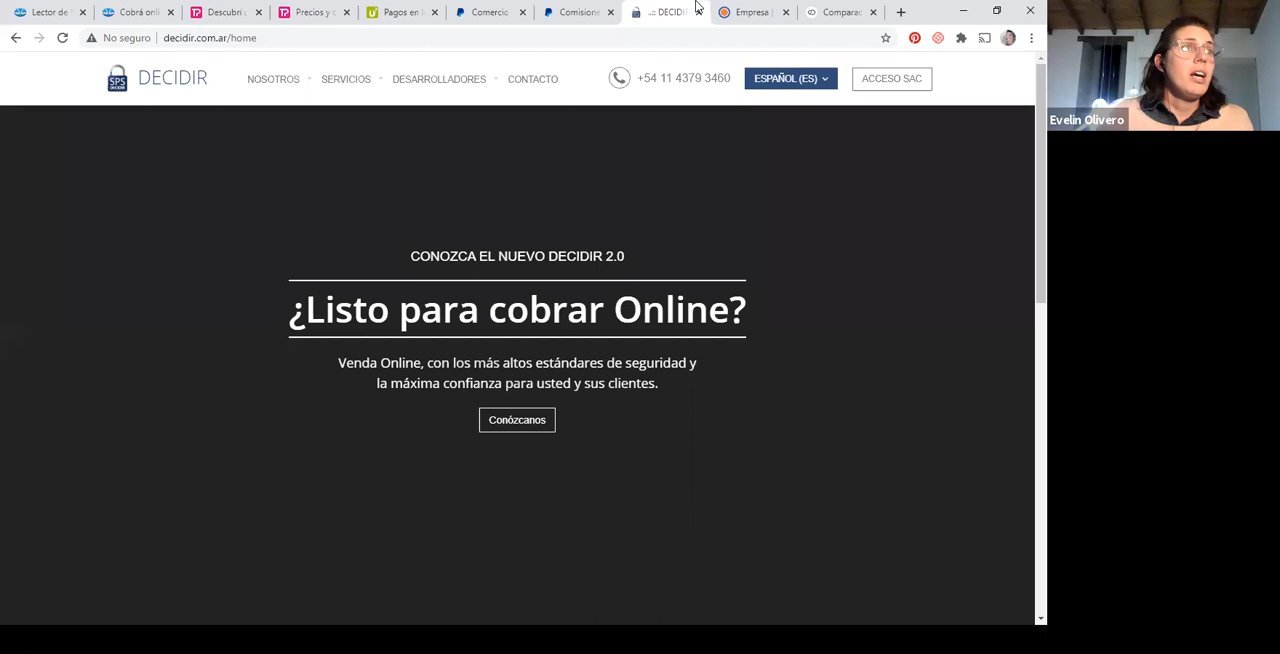 Lector de
Cobrá onli
Descubrí u
Precios y c
Pagos en l
Comercio
Comisione
..:: DECIDI
Empresa
Comparac
No seguro
decidir.com.ar/home
SPS
DECIDIR
NOSOTROS
SERVICIOS
DESARROLLADORES
CONTACTO
+54 11 4379 3460
ESPAÑOL (ES)
ACCESO SAC
Evelin Olivero
CONOZCA EL NUEVO DECIDIR 2.0
¿Listo para cobrar Online?
Venda Online, con los más altos estándares de seguridad y
la máxima confianza para usted y sus clientes.
Conózcanos